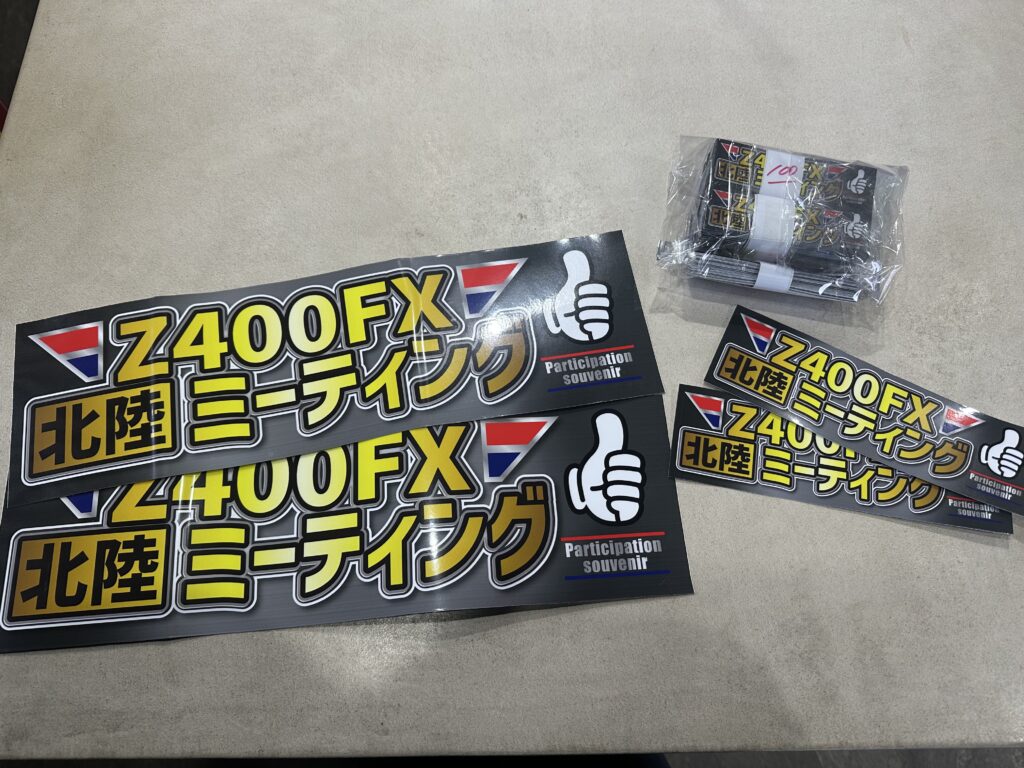 Z400FX
北陸 ミーティング
Participation
souvenir
Z400FX
北陸 ミーティング
Participation
souvenir
100
Z400FX
北陸 ミーティング
Participation
souvenir
Z400FX
北陸 ミーティング
Participation
souvenir